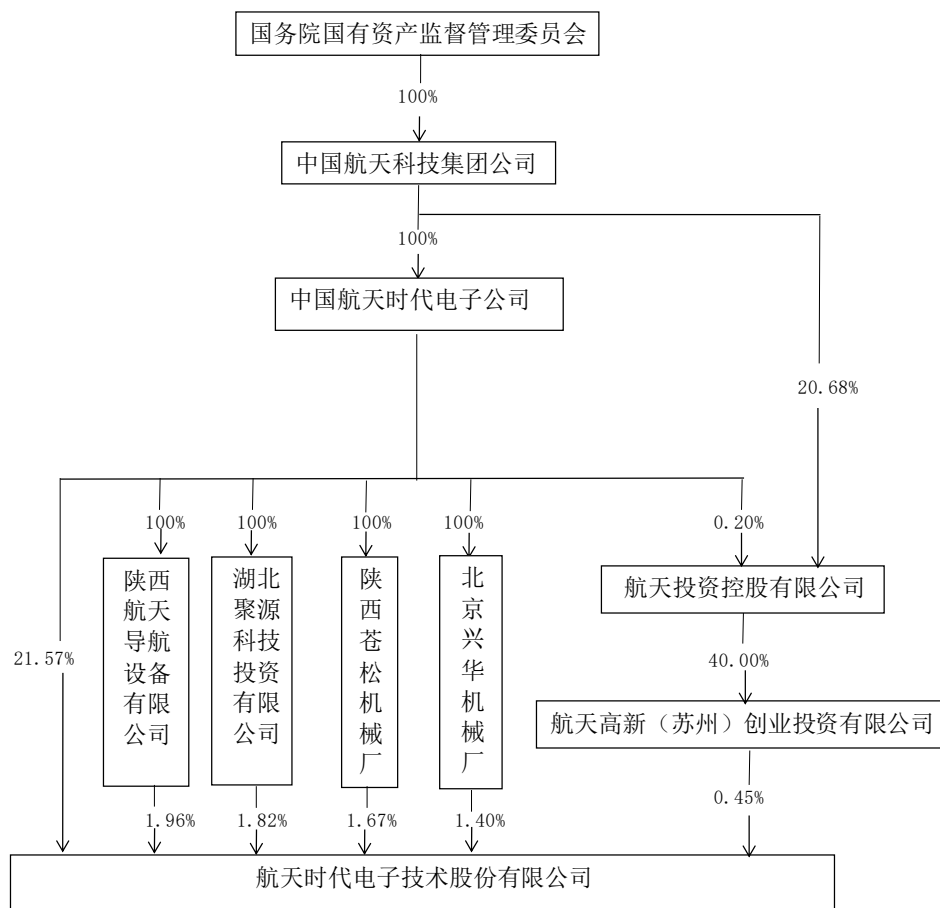 国务院国有资产监督管理委员会
100%
中国航天科技集团公司
100%
中国航天时代电子公司
20.68%
100%
100%
100%
100%
0.20%
陕西
航天
导航
设备
有限
公司
湖北
聚源
科技
投资
有限
公司
陕
西
苍
松
机
械
厂
北
京
兴
华
机
械
厂
航天投资控股有限公司
21.57%
40.00%
航天高新（苏州）创业投资有限公司
1.96%
1.82%
1.67%
1.40%
0.45%
航天时代电子技术股份有限公司